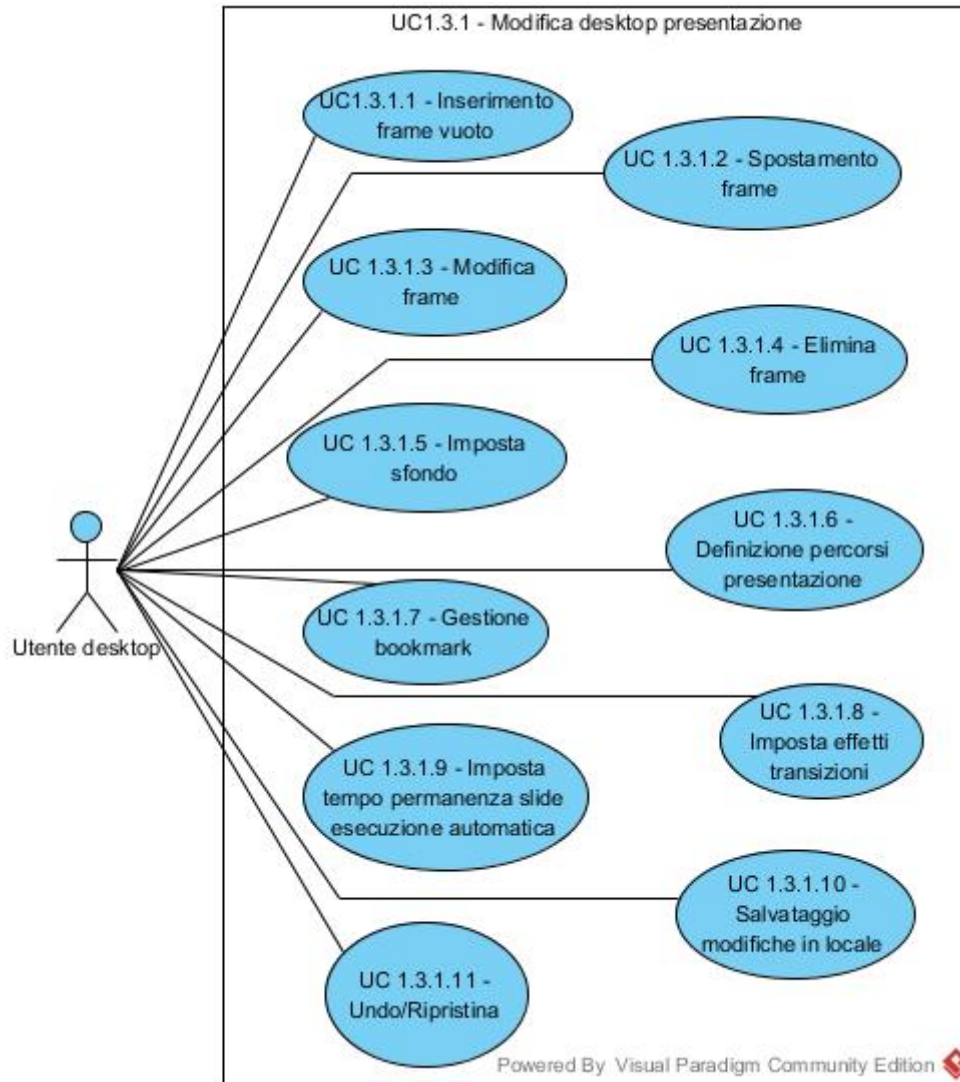 UC1.3.1 - Modifica desktop presentazione
UC1.3.1.1 - Inserimento
frame vuoto
UC 1.3.1.2 - Spostamento
frame
UC 1.3.1.3 - Modifica
frame
UC 1.3.1.4 - Elimina
frame
UC 1.3.1.5 - Imposta
sfondo
UC 1.3.1.6 -
Definizione percorsi
presentazione
UC 1.3.1.7 - Gestione
bookmark
Utente desktop
UC 1.3.1.8 -
Imposta effetti
transizioni
UC 1.3.1.9 - Imposta
tempo permanenza slide
esecuzione automatica
UC 1.3.1.10 -
Salvataggio
modifiche in locale
UC 1.3.1.11 -
Undo/Ripristina
Powered By Visual Paradigm Community Edition